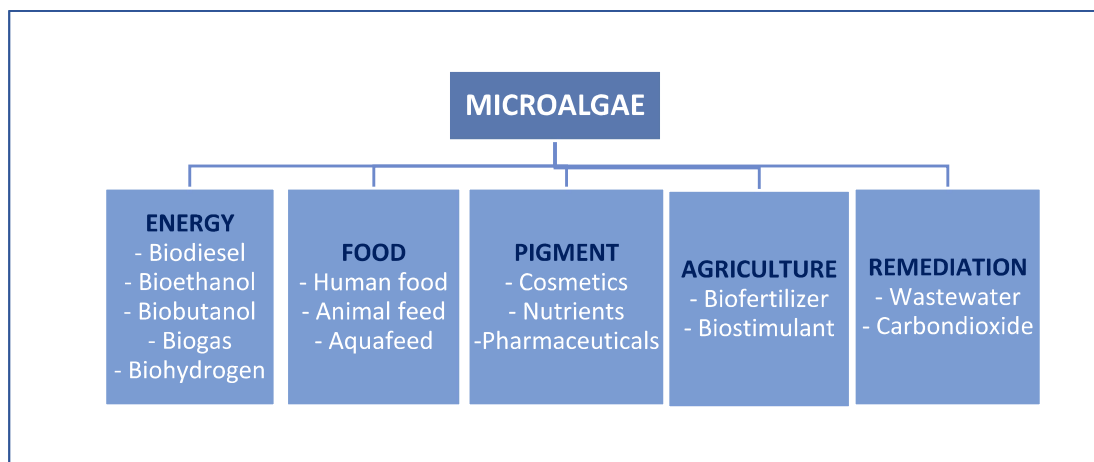 MICROALGAE
ENERGY
- Biodiesel
- Bioethanol
- Biobutanol
- Biogas
- Biohydrogen
FOOD
- Human food
- Animal feed
- Aquafeed
PIGMENT
- Cosmetics
- Nutrients
-Pharmaceuticals
AGRICULTURE
- Biofertilizer
- Biostimulant
REMEDIATION
- Wastewater
- Carbondioxide